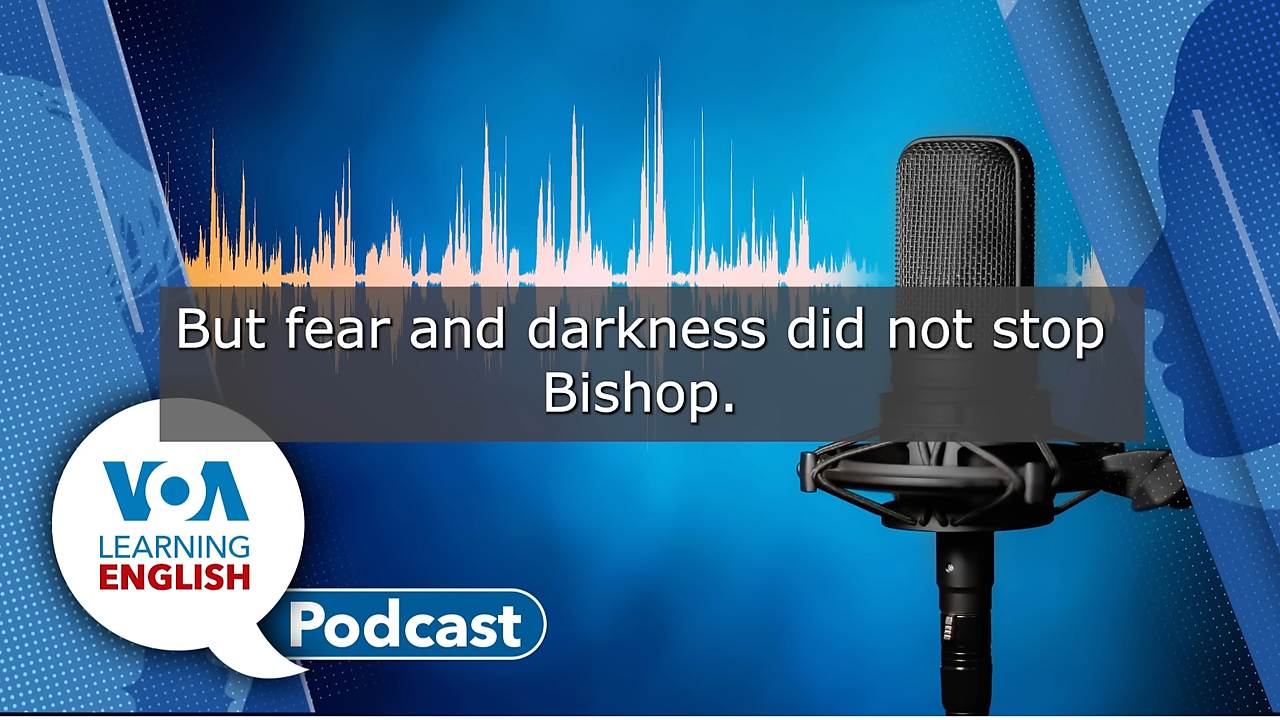 But fear and darkness did not stop
Bishop.
VOA
LEARNING
ENGLISH
Podcast